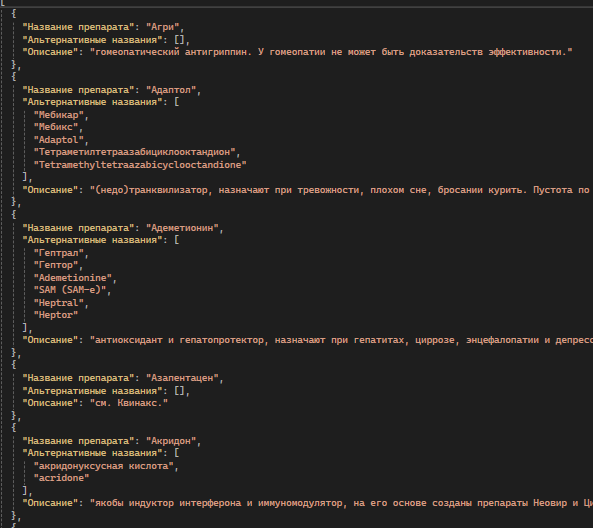 [
{
"Название препарата": "Агри",
"Альтернативные названия": [],
"Описание": "гомеопатический антигриппин. У гомеопатии не может быть доказательств эффективности."
},
{
"Название препарата": "Адаптол",
"Альтернативные названия": [
"Мебикар",
"Мебикс",
"Adaptol",
"Тетраметилтетраазабициклооктандион",
"Tetramethyltetraazabicyclooctandione"
],
"Описание": "(недо)транквилизатор, назначают при тревожности, плохом сне, бросании курить. Пустота по
},
{
"Название препарата": "Адеметионин",
"Альтернативные названия": [
"Гептрал",
"Гептор",
"Ademetionine",
"SAM (SAM-e)",
"Heptral",
"Heptor"
],
"Описание": "антиоксидант и гепатопротектор, назначают при гепатитах, циррозе, энцефалопатии и депресс
},
{
"Название препарата": "Азапентацен",
"Альтернативные названия": [],
"Описание": "см. Квинакс."
},
{
"Название препарата": "Акридон",
"Альтернативные названия": [
"акридонуксусная кислота",
"acridone"
],
"Описание": "якобы индуктор интерферона и иммуномодулятор, на его основе созданы препараты Неовир и Ци
},
{